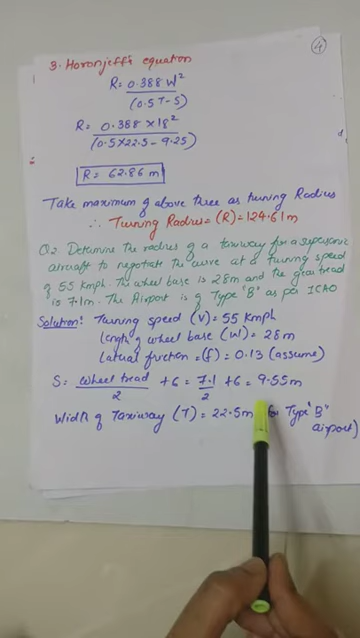 4
3. Horonjeff's equation
R = 0.388 W²
(0.5T-S)
R = 0.388 × 18²
(0.5×22.5 - 9.25)
R = 62.86 m
Take maximum of above three as turning Radius
∴ Turning Radius = (R) = 124.61m
Q2. Determine the radius of a taxiway for a supersonic
aircraft to negotiate the curve at a turning speed
of 55 kmph. The wheel base is 28m and the gear tread
is 7.1m. The Airport is of Type 'B' as per ICAO
Solution: Turning speed (V) = 55 kmph
length of wheel base (W) = 28m
lateral friction = (f) = 0.13 (assume)
S = wheel tread + 6 = 7.1 + 6 = 9.55m
2 2
Width of Taxiway (T) = 22.5m for Type "B"
airport)